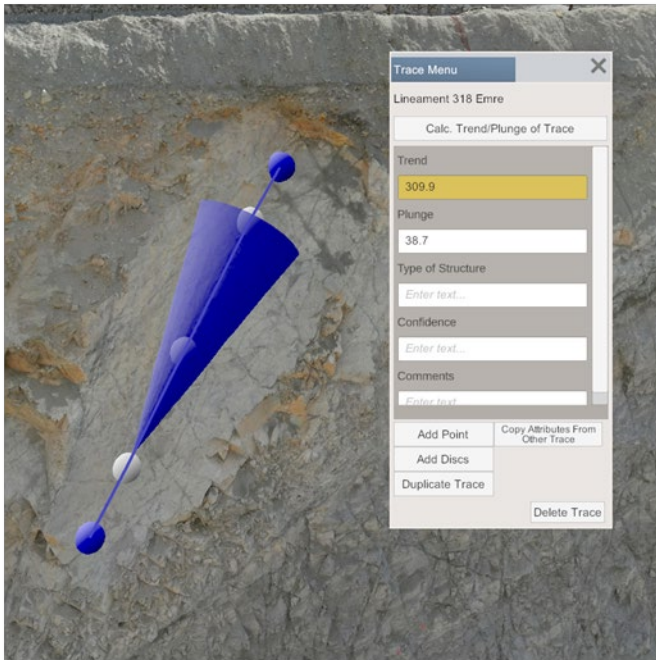 Trace Menu
Lineament 318 Emre
Calc. Trend/Plunge of Trace
Trend
309.9
Plunge
38.7
Type of Structure
Enter text...
Confidence
Enter text...
Comments
Enter text...
Add Point
Copy Attributes From
Other Trace
Add Discs
Duplicate Trace
Delete Trace